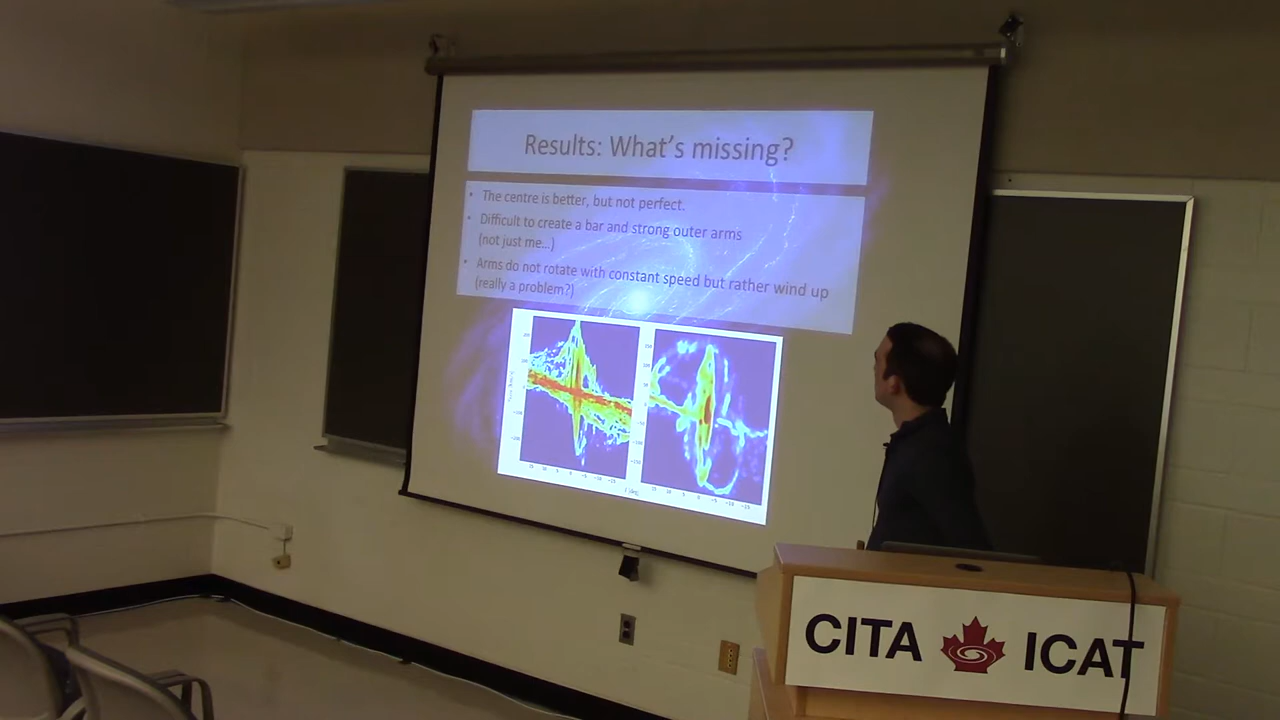 Results: What's missing?
• The centre is better, but not perfect.
• Difficult to create a bar and strong outer arms
(not just me...)
• Arms do not rotate with constant speed but rather wind up
(really a problem?)
CITA ICAT